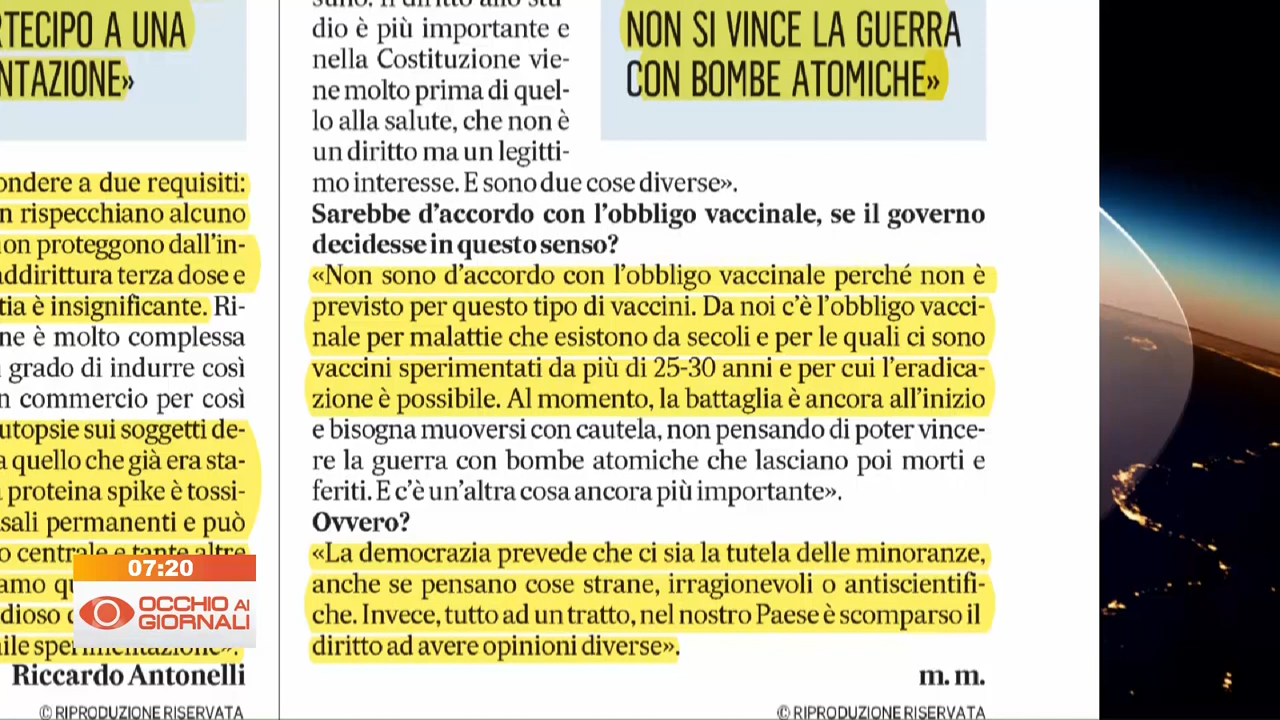 RTECIPO A UNA
NTAZIONE»
ondere a due requisiti:
n rispecchiano alcuno
non proteggono dall'in-
addirittura terza dose e
tia è insignificante. Ri-
ne è molto complessa
grado di indurre così
n commercio per così
utopsie sui soggetti de-
a quello che già era sta-
proteina spike è tossi-
sali permanenti e può
o centrale e tante altre
amo qu
dioso
ile sperimentazione».
Riccardo Antonelli
© RIPRODUZIONE RISERVATA
dio è più importante e
nella Costituzione vie-
ne molto prima di quel-
lo alla salute, che non è
un diritto ma un legitti-
mo interesse. E sono due cose diverse».
Sarebbe d'accordo con l'obbligo vaccinale, se il governo
decidesse in questo senso?
«Non sono d'accordo con l'obbligo vaccinale perché non è
previsto per questo tipo di vaccini. Da noi c'è l'obbligo vacci-
nale per malattie che esistono da secoli e per le quali ci sono
vaccini sperimentati da più di 25-30 anni e per cui l'eradica-
zione è possibile. Al momento, la battaglia è ancora all'inizio
e bisogna muoversi con cautela, non pensando di poter vince-
re la guerra con bombe atomiche che lasciano poi morti e
feriti. E c'è un'altra cosa ancora più importante».
Ovvero?
«La democrazia prevede che ci sia la tutela delle minoranze,
anche se pensano cose strane, irragionevoli o antiscientifi-
che. Invece, tutto ad un tratto, nel nostro Paese è scomparso il
diritto ad avere opinioni diverse».
m. m.
© RIPRODUZIONE RISERVATA
NON SI VINCE LA GUERRA
CON BOMBE ATOMICHE»
07:20
OCCHIO AI
GIORNALI